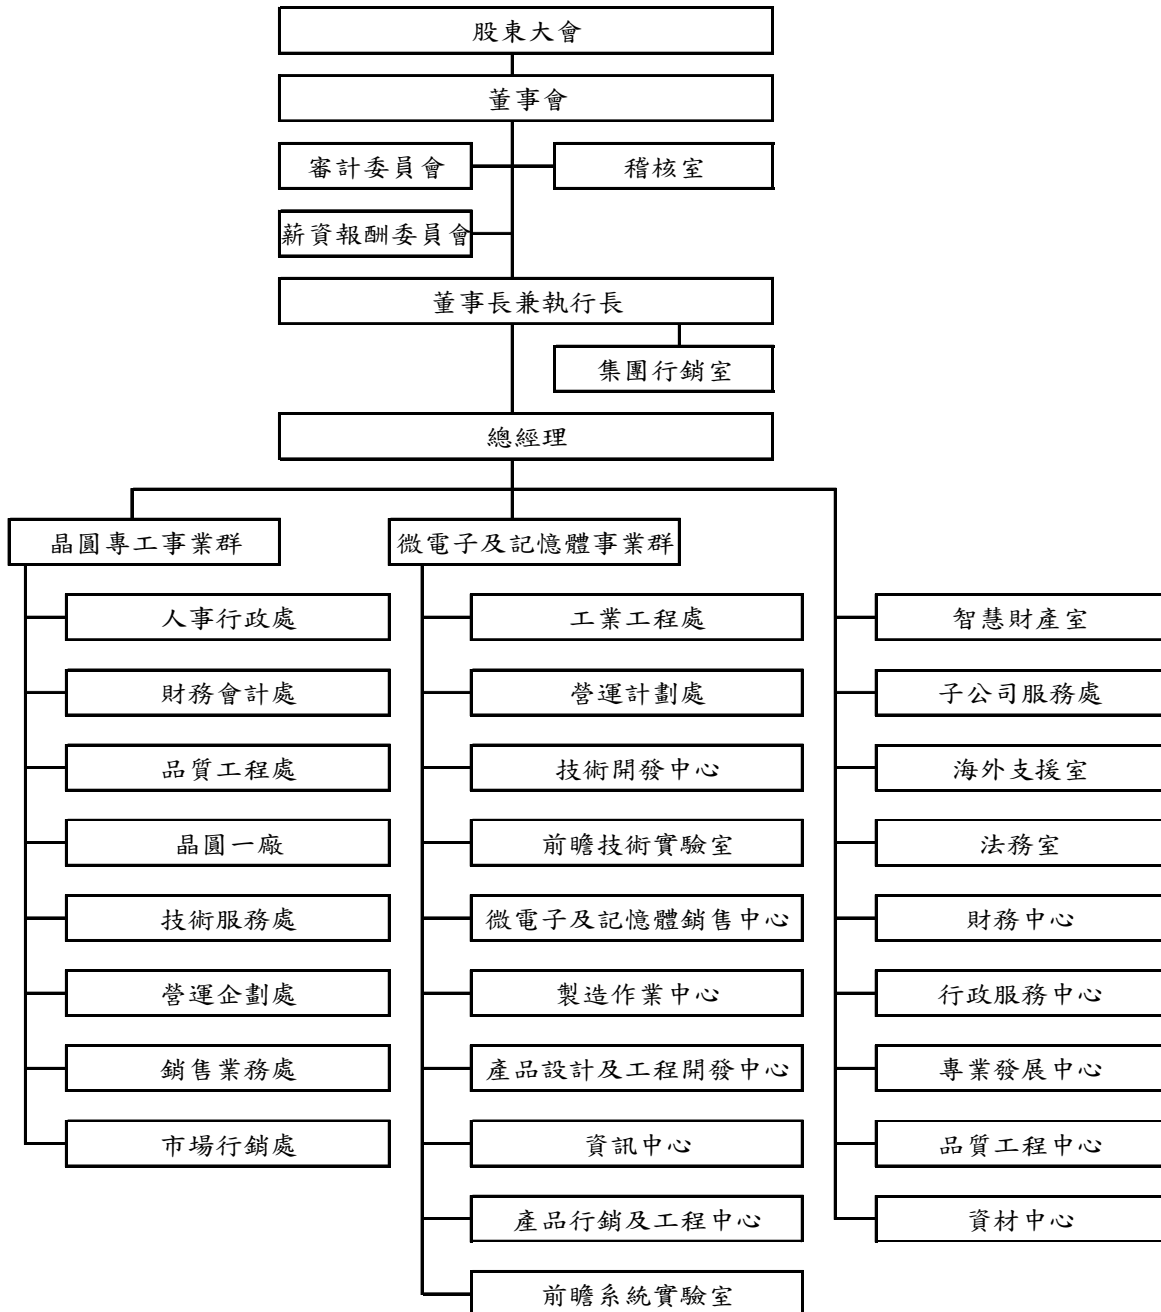 股東大會
董事會
審計委員會
稽核室
薪資報酬委員會
董事長兼執行長
集團行銷室
總經理
晶圓專工事業群
人事行政處
財務會計處
品質工程處
晶圓一廠
技術服務處
營運企劃處
銷售業務處
市場行銷處
微電子及記憶體事業群
工業工程處
營運計劃處
技術開發中心
前瞻技術實驗室
微電子及記憶體銷售中心
製造作業中心
產品設計及工程開發中心
資訊中心
產品行銷及工程中心
前瞻系統實驗室
智慧財產室
子公司服務處
海外支援室
法務室
財務中心
行政服務中心
專業發展中心
品質工程中心
資材中心